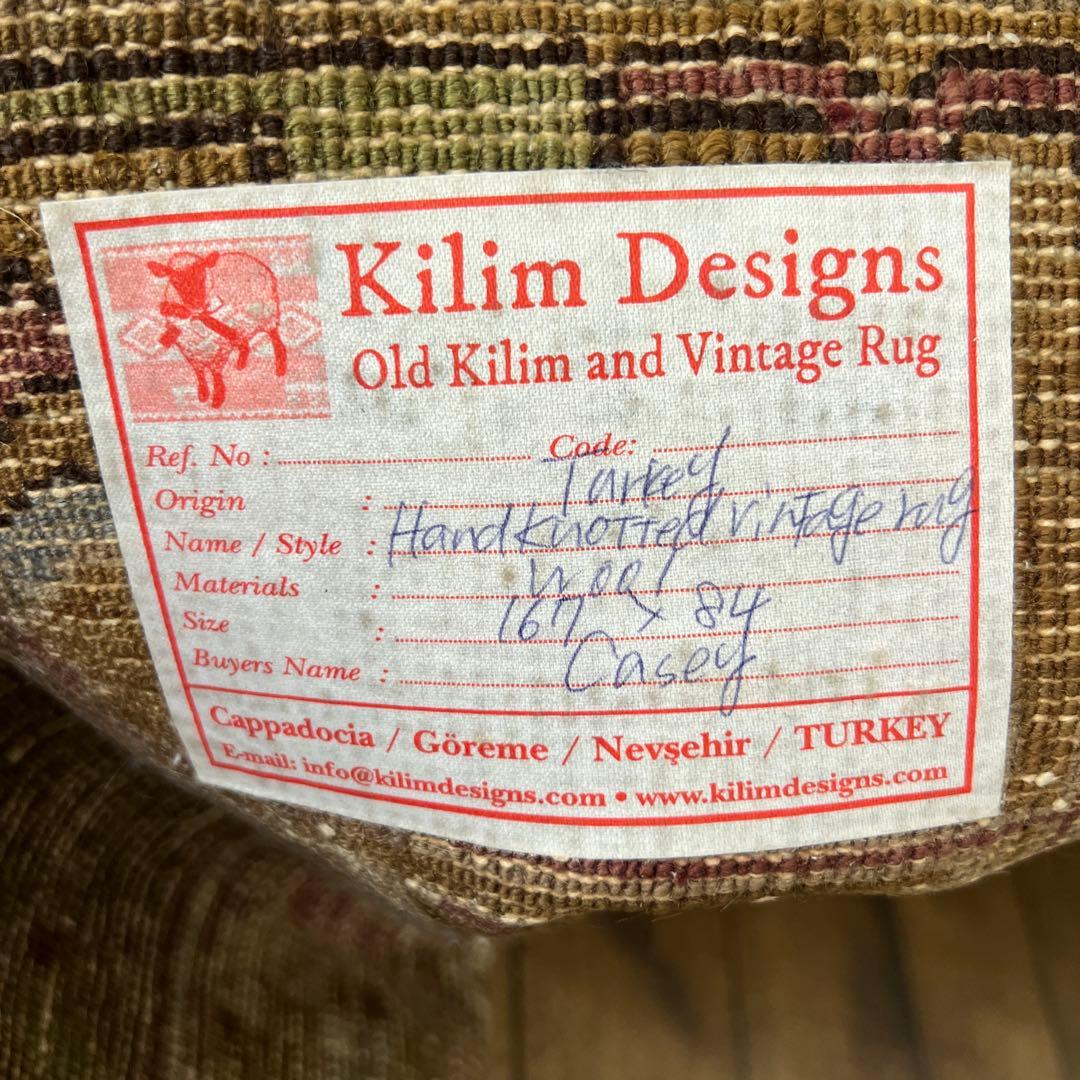 Kilim Designs
Old Kilim and Vintage Rug
Ref. No : Code:
Origin : Turkey
Name / Style : Handknotted vintage rug
Materials : wool
Size : 167 x 84
Buyers Name : Casey
Cappadocia / Göreme / Nevşehir / TURKEY
E-mail: info@kilimdesigns.com • www.kilimdesigns.com